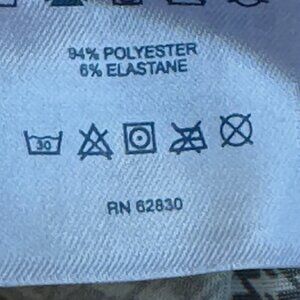 94% POLYESTER
6% ELASTANE
30
RN 62830